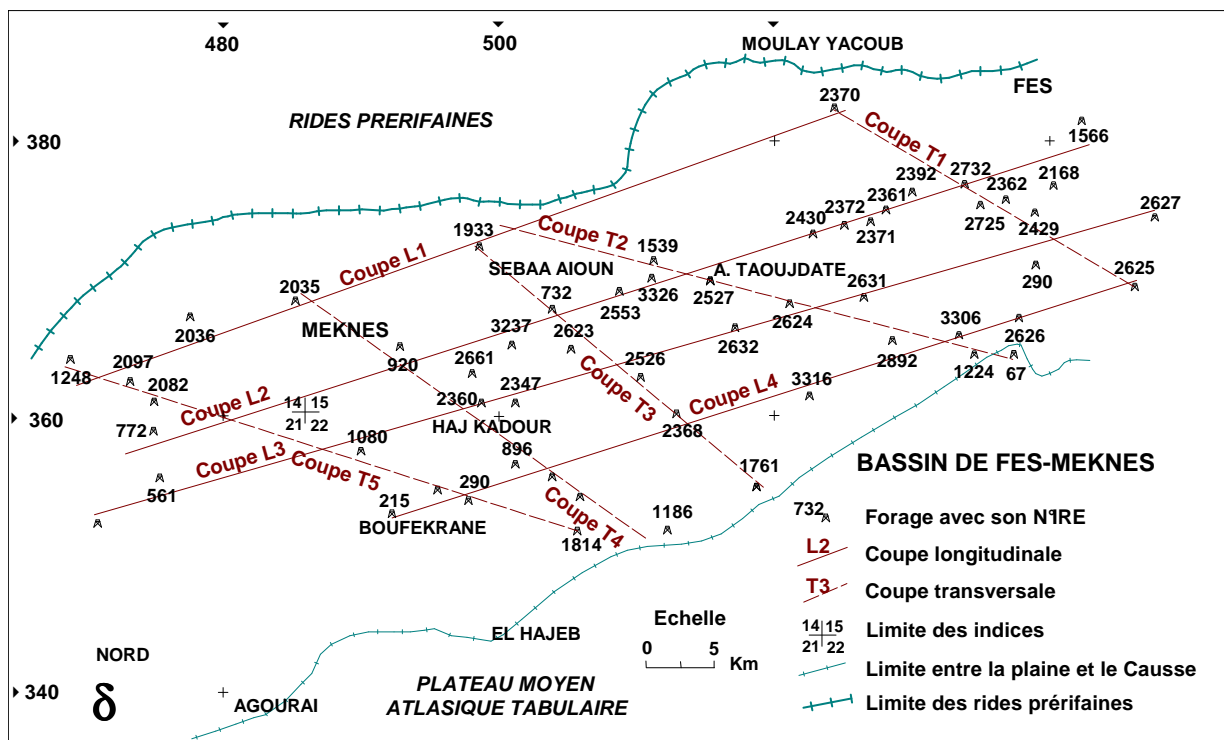 480
500
MOULAY YACOUB
FES
2370
RIDES PRERIFAINES
Coupe T1
380
1566
2732
2392
2168
2362
2361
2372
2627
2430
2371
2725
2429
1933
Coupe T2
1539
Coupe L1
SEBAA AIOUN
A. TAOUJDATE
2035
2631
290
2625
732
3326
2527
2553
2624
2036
MEKNES
3237
2623
2632
3306
2626
2097
920
2661
2526
2892
1248
1224
67
2082
Coupe L2
14 15
21 22
2360
2347
Coupe T3
Coupe L4
3316
360
772
HAJ KADOUR
2368
1080
Coupe L3
896
BASSIN DE FES-MEKNES
Coupe T5
1761
561
290
215
Coupe T4
732
Forage avec son N°IRE
BOUFEKRANE
1186
1814
L2
Coupe longitudinale
T3
Coupe transversale
Echelle
14 15
21 22
Limite des indices
EL HAJEB
0 5
Km
NORD
Limite entre la plaine et le Causse
340
δ
AGOURAI
PLATEAU MOYEN
ATLASIQUE TABULAIRE
Limite des rides prérifaines